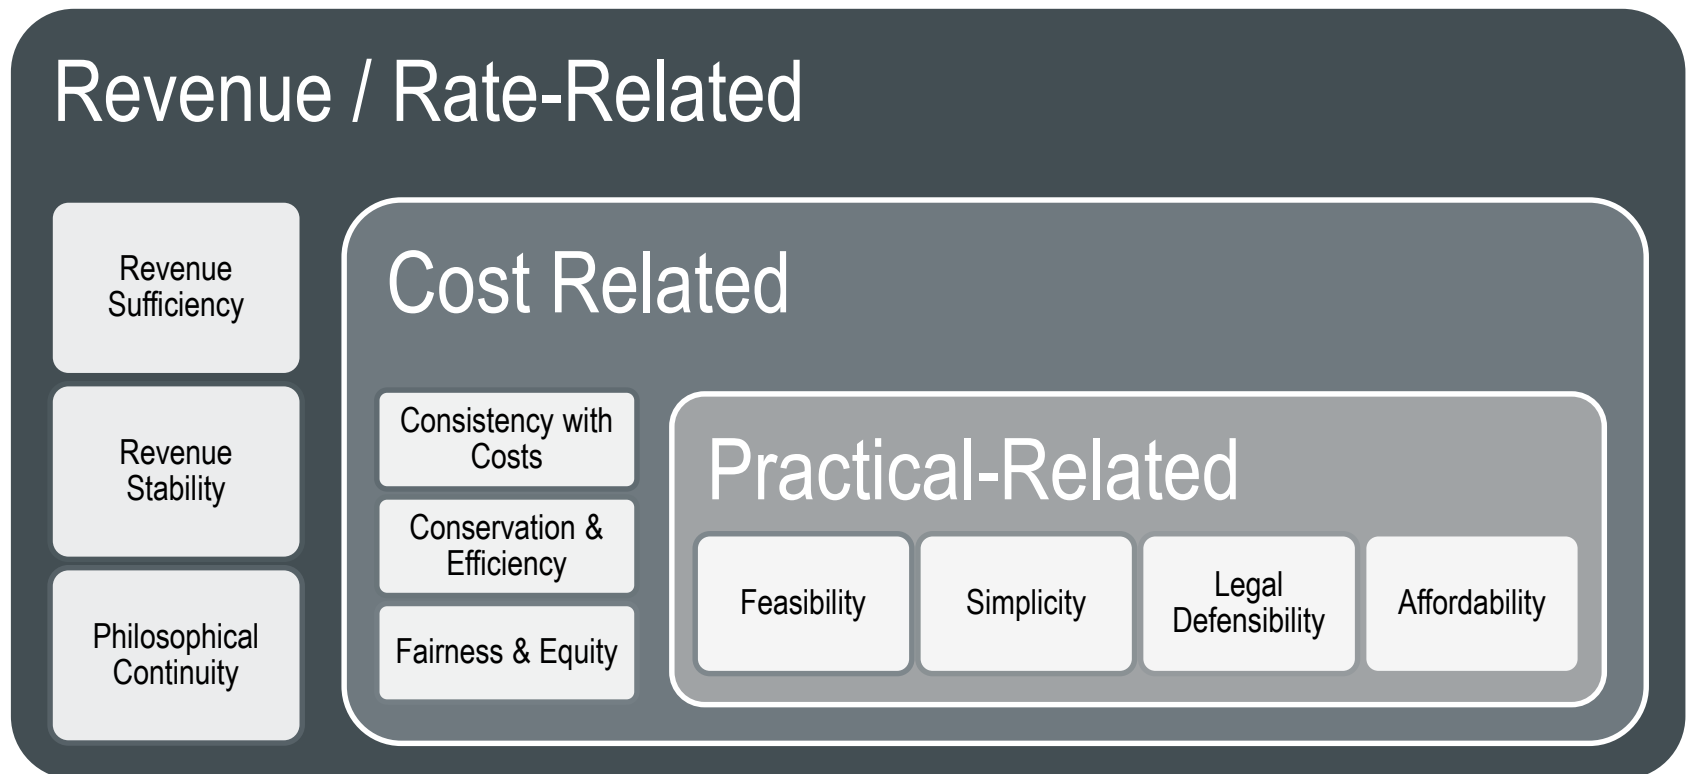 Revenue / Rate-Related
Revenue
Sufficiency
Revenue
Stability
Philosophical
Continuity
Cost Related
Consistency with
Costs
Conservation &
Efficiency
Fairness & Equity
Practical-Related
Feasibility
Simplicity
Legal
Defensibility
Affordability